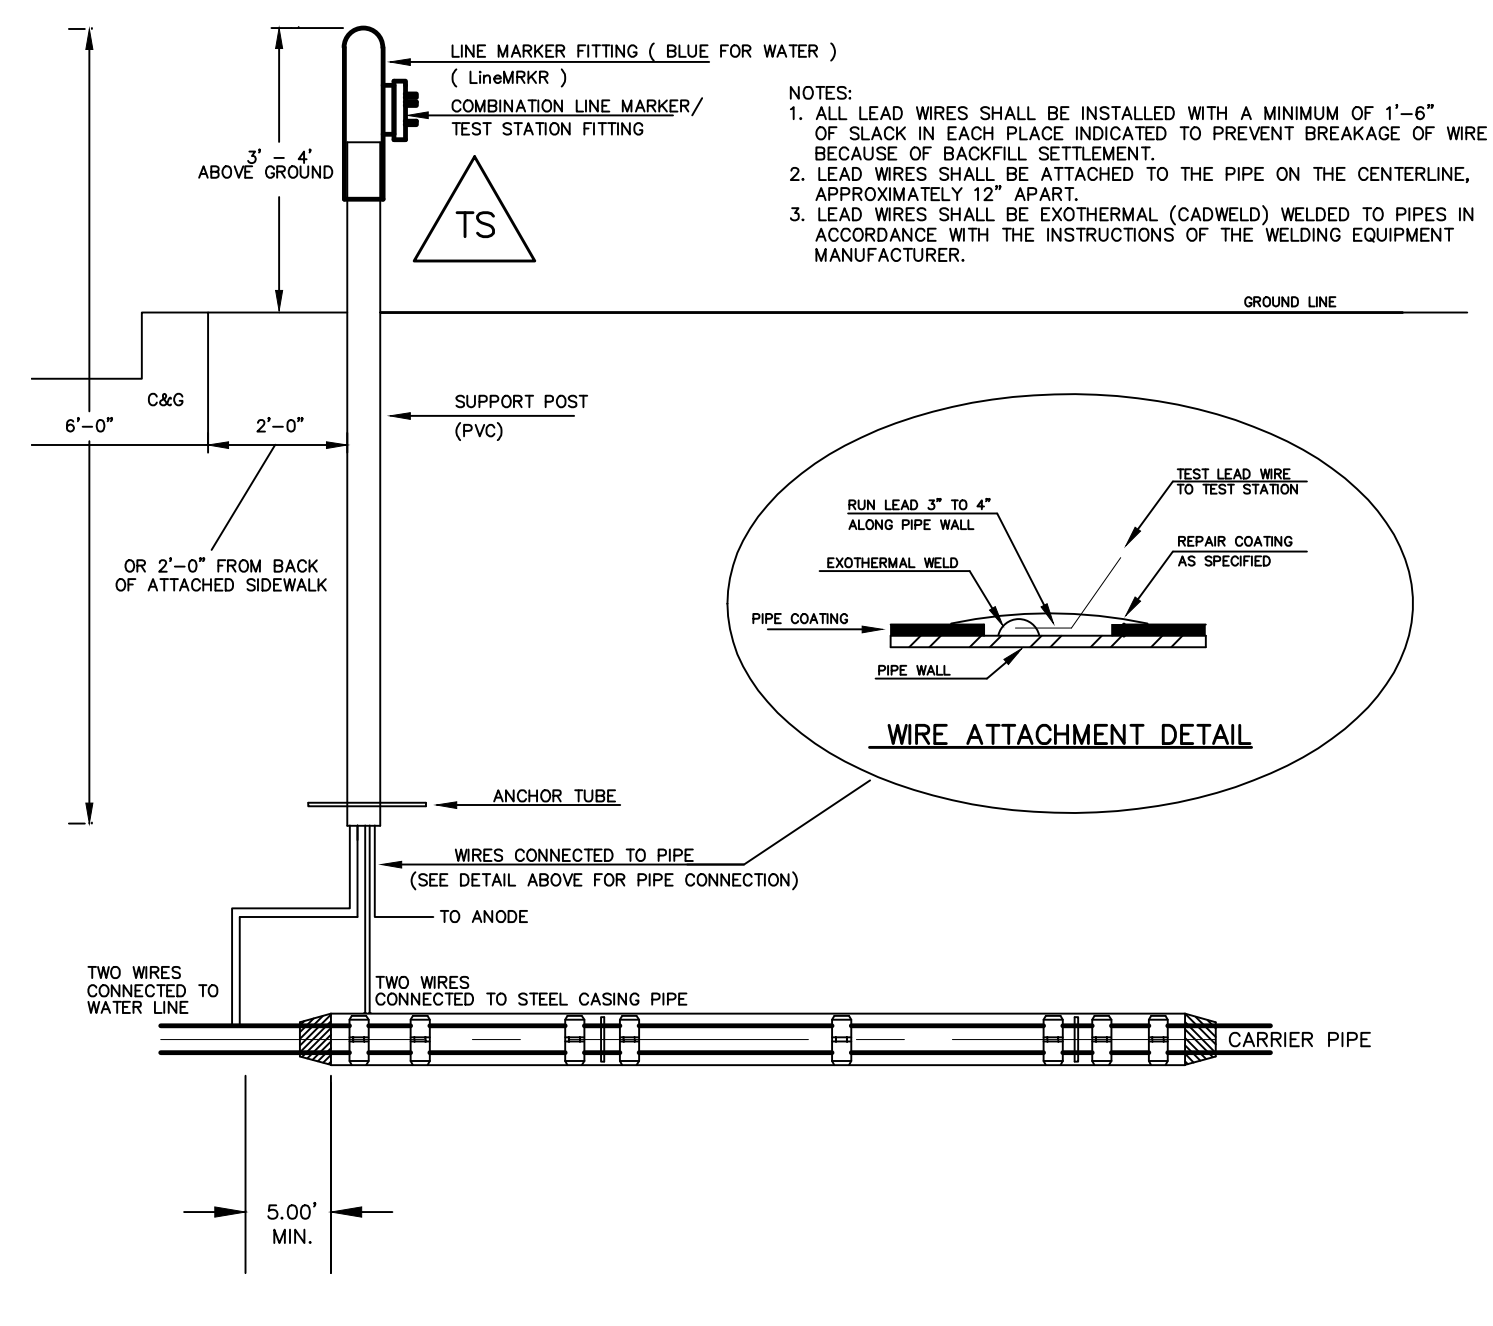 LINE MARKER FITTING ( BLUE FOR WATER )
( LineMRKR )
COMBINATION LINE MARKER/
TEST STATION FITTING
3' – 4'
ABOVE GROUND
TS
NOTES:
1. ALL LEAD WIRES SHALL BE INSTALLED WITH A MINIMUM OF 1'–6"
OF SLACK IN EACH PLACE INDICATED TO PREVENT BREAKAGE OF WIRE
BECAUSE OF BACKFILL SETTLEMENT.
2. LEAD WIRES SHALL BE ATTACHED TO THE PIPE ON THE CENTERLINE,
APPROXIMATELY 12" APART.
3. LEAD WIRES SHALL BE EXOTHERMAL (CADWELD) WELDED TO PIPES IN
ACCORDANCE WITH THE INSTRUCTIONS OF THE WELDING EQUIPMENT
MANUFACTURER.
GROUND LINE
C&G
6'–0"
2'–0"
SUPPORT POST
(PVC)
OR 2'–0" FROM BACK
OF ATTACHED SIDEWALK
TEST LEAD WIRE
TO TEST STATION
RUN LEAD 3" TO 4"
ALONG PIPE WALL
REPAIR COATING
AS SPECIFIED
EXOTHERMAL WELD
PIPE COATING
PIPE WALL
WIRE ATTACHMENT DETAIL
ANCHOR TUBE
WIRES CONNECTED TO PIPE
(SEE DETAIL ABOVE FOR PIPE CONNECTION)
TO ANODE
TWO WIRES
CONNECTED TO
WATER LINE
TWO WIRES
CONNECTED TO STEEL CASING PIPE
CARRIER PIPE
5.00'
MIN.